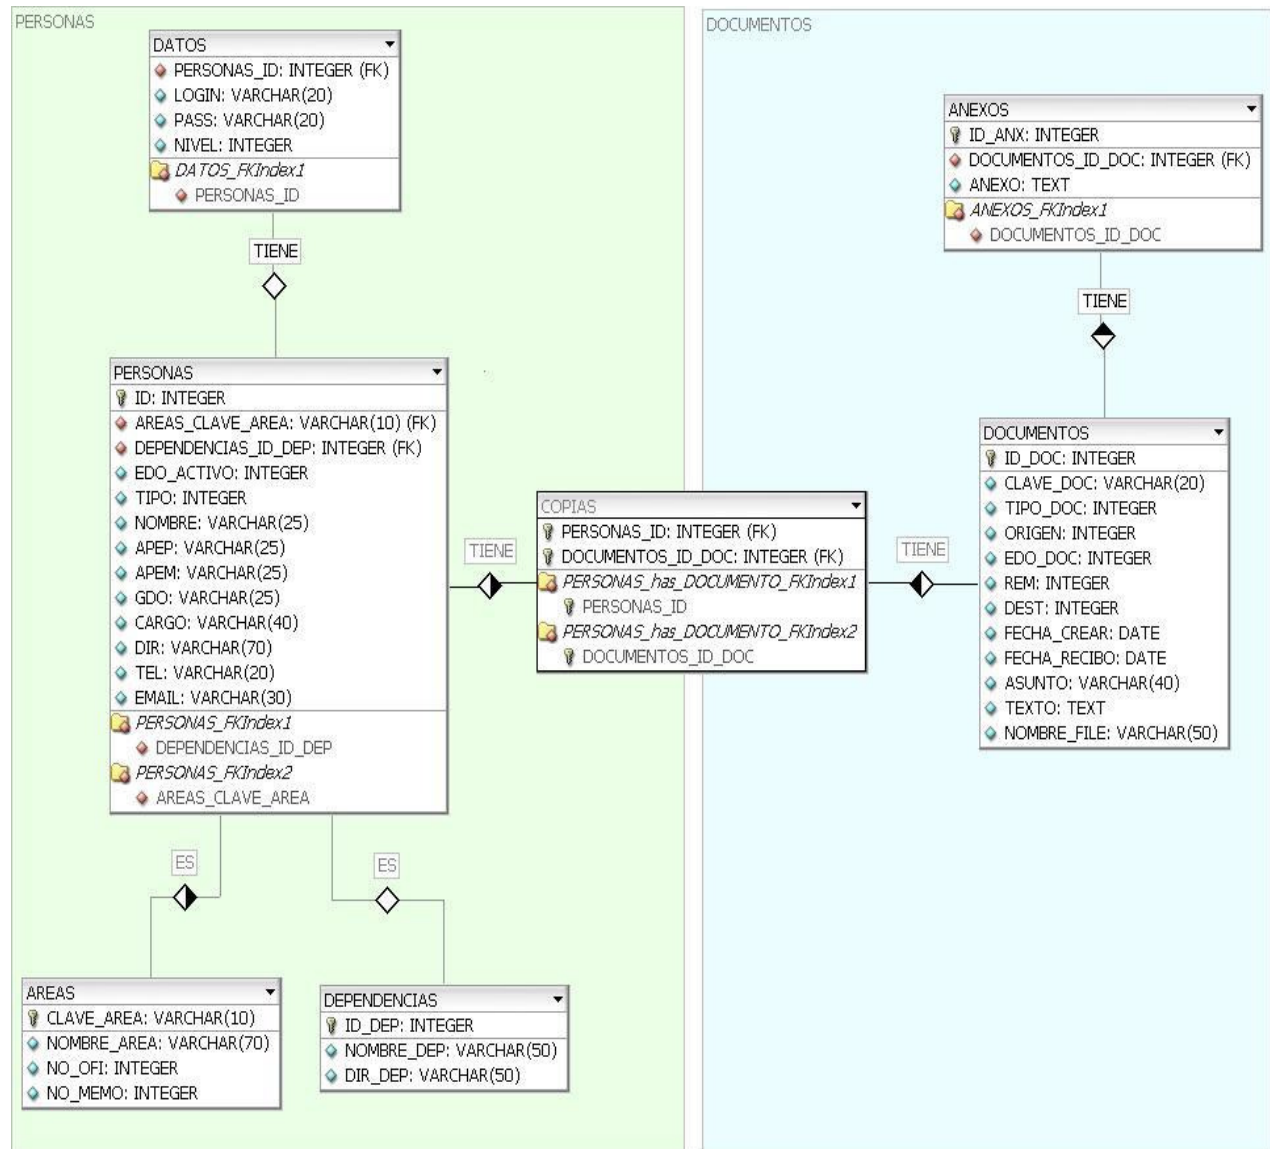 PERSONAS
DATOS
PERSONAS_ID: INTEGER (FK)
LOGIN: VARCHAR(20)
PASS: VARCHAR(20)
NIVEL: INTEGER
DATOS_FKIndex1
PERSONAS_ID
TIENE
PERSONAS
ID: INTEGER
AREAS_CLAVE_AREA: VARCHAR(10) (FK)
DEPENDENCIAS_ID_DEP: INTEGER (FK)
EDO_ACTIVO: INTEGER
TIPO: INTEGER
NOMBRE: VARCHAR(25)
APEP: VARCHAR(25)
APEM: VARCHAR(25)
GDO: VARCHAR(25)
CARGO: VARCHAR(40)
DIR: VARCHAR(70)
TEL: VARCHAR(20)
EMAIL: VARCHAR(30)
PERSONAS_FKIndex1
DEPENDENCIAS_ID_DEP
PERSONAS_FKIndex2
AREAS_CLAVE_AREA
ES
ES
AREAS
CLAVE_AREA: VARCHAR(10)
NOMBRE_AREA: VARCHAR(70)
NO_OFI: INTEGER
NO_MEMO: INTEGER
DEPENDENCIAS
ID_DEP: INTEGER
NOMBRE_DEP: VARCHAR(50)
DIR_DEP: VARCHAR(50)
TIENE
COPIAS
PERSONAS_ID: INTEGER (FK)
DOCUMENTOS_ID_DOC: INTEGER (FK)
PERSONAS_has_DOCUMENTO_FKIndex1
PERSONAS_ID
PERSONAS_has_DOCUMENTO_FKIndex2
DOCUMENTOS_ID_DOC
TIENE
DOCUMENTOS
ANEXOS
ID_ANX: INTEGER
DOCUMENTOS_ID_DOC: INTEGER (FK)
ANEXO: TEXT
ANEXOS_FKIndex1
DOCUMENTOS_ID_DOC
TIENE
DOCUMENTOS
ID_DOC: INTEGER
CLAVE_DOC: VARCHAR(20)
TIPO_DOC: INTEGER
ORIGEN: INTEGER
EDO_DOC: INTEGER
REM: INTEGER
DEST: INTEGER
FECHA_CREAR: DATE
FECHA_RECIBO: DATE
ASUNTO: VARCHAR(40)
TEXTO: TEXT
NOMBRE_FILE: VARCHAR(50)